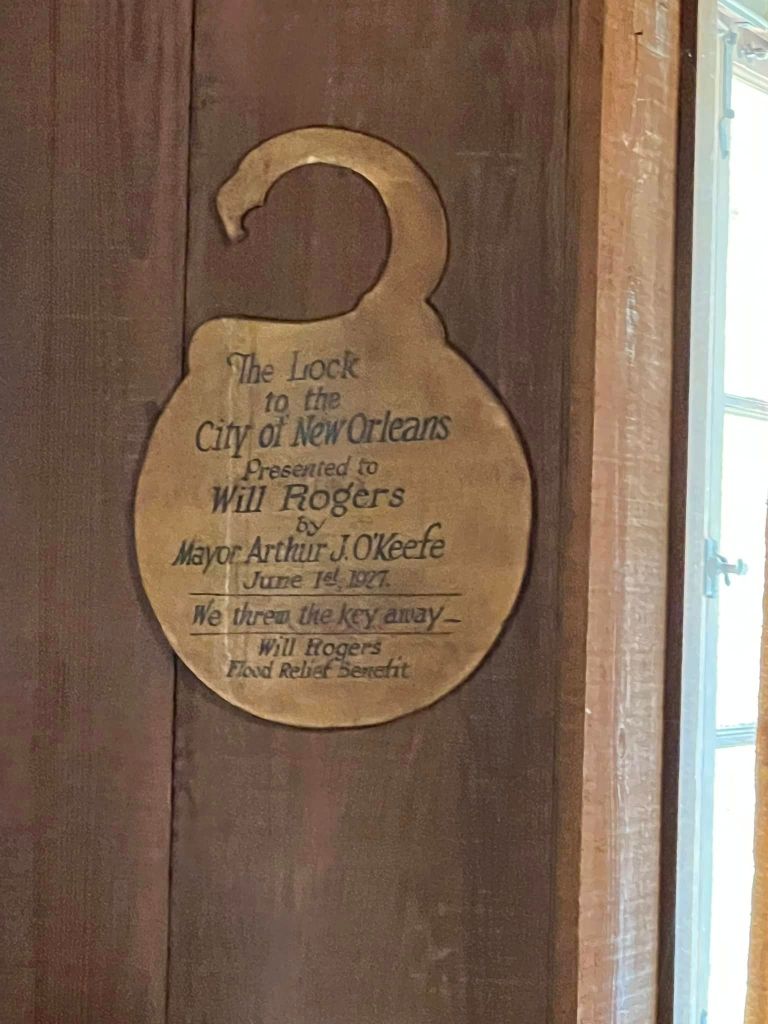 The Lock
to the
City of New Orleans
Presented to
Will Rogers
by
Mayor Arthur J. O'Keefe
June 1st, 1927.
We threw the key away—
Will Rogers
Flood Relief Benefit